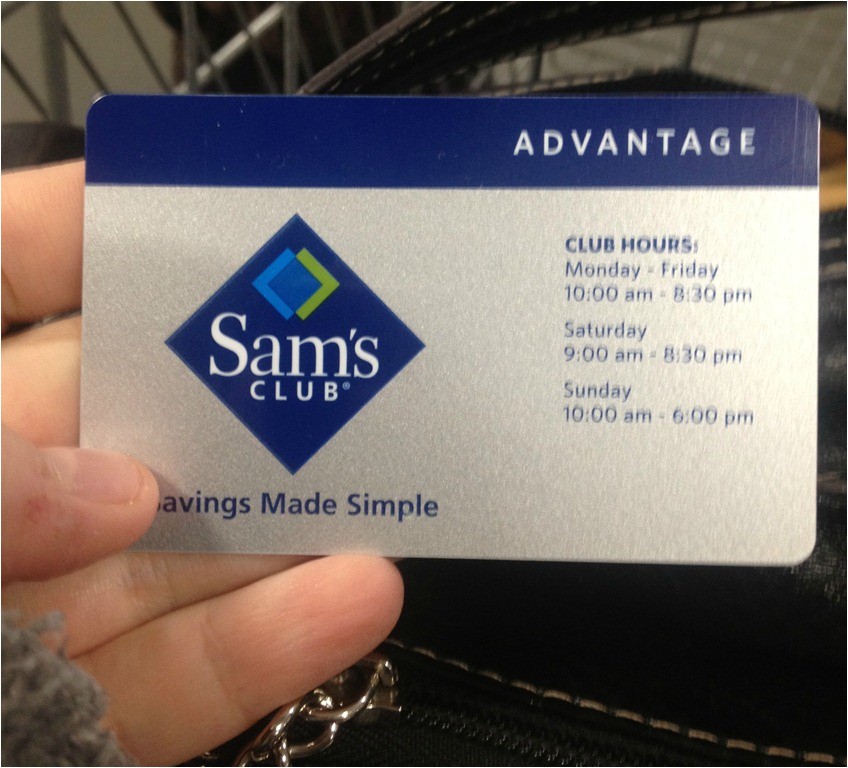 ADVANTAGE
Sam's
CLUB®
Savings Made Simple
CLUB HOURS:
Monday - Friday
10:00 am - 8:30 pm
Saturday
9:00 am - 8:30 pm
Sunday
10:00 am - 6:00 pm